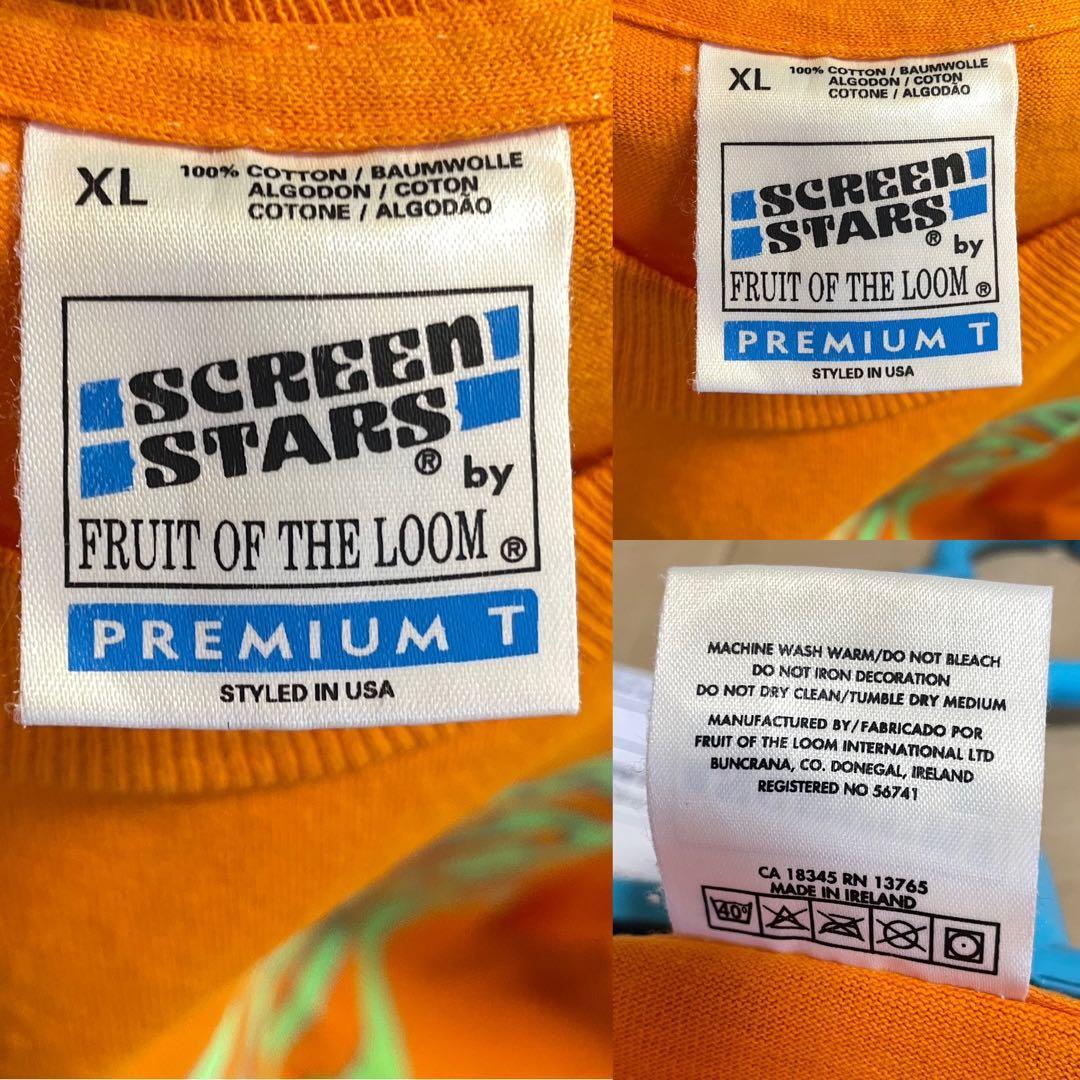 XL
100% COTTON / BAUMWOLLE
ALGODON / COTON
COTONE / ALGODÃO
SCREEN
STARS® by
FRUIT OF THE LOOM®
PREMIUM T
STYLED IN USA
XL
100% COTTON / BAUMWOLLE
ALGODON / COTON
COTONE / ALGODÃO
SCREEN
STARS® by
FRUIT OF THE LOOM®
PREMIUM T
STYLED IN USA
MACHINE WASH WARM/DO NOT BLEACH
DO NOT IRON DECORATION
DO NOT DRY CLEAN/TUMBLE DRY MEDIUM
MANUFACTURED BY/FABRICADO POR
FRUIT OF THE LOOM INTERNATIONAL LTD
BUNCRANA, CO. DONEGAL, IRELAND
REGISTERED NO 56741
CA 18345 RN 13765
MADE IN IRELAND
40°